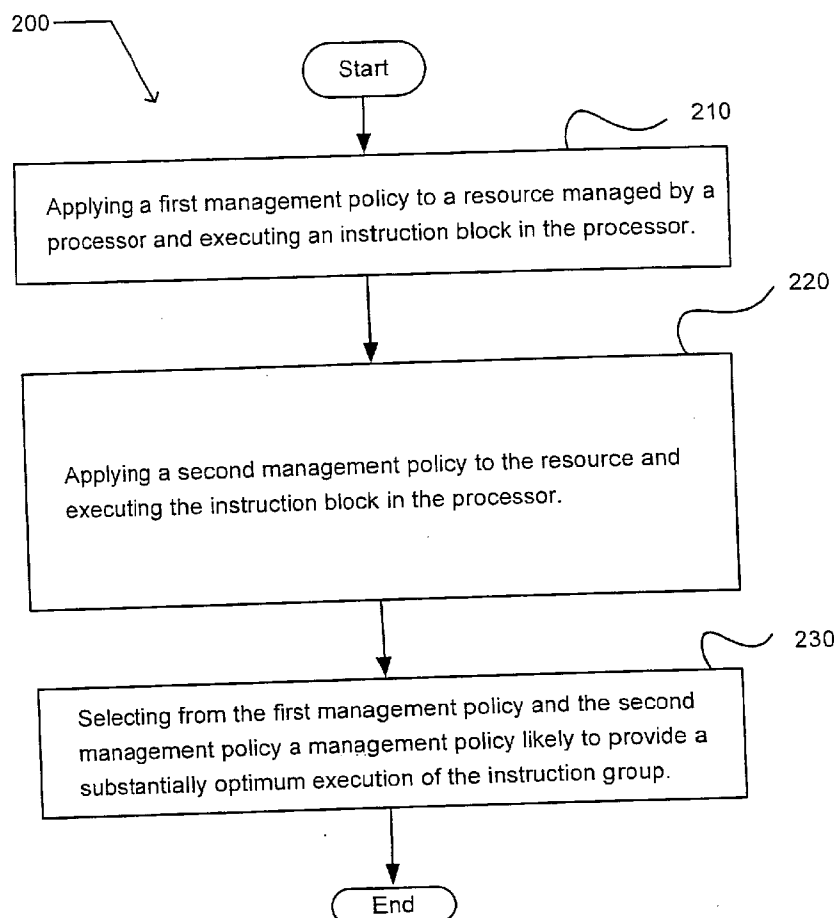 200
Start
210
Applying a first management policy to a resource managed by a
processor and executing an instruction block in the processor.
220
Applying a second management policy to the resource and
executing the instruction block in the processor.
230
Selecting from the first management policy and the second
management policy a management policy likely to provide a
substantially optimum execution of the instruction group.
End